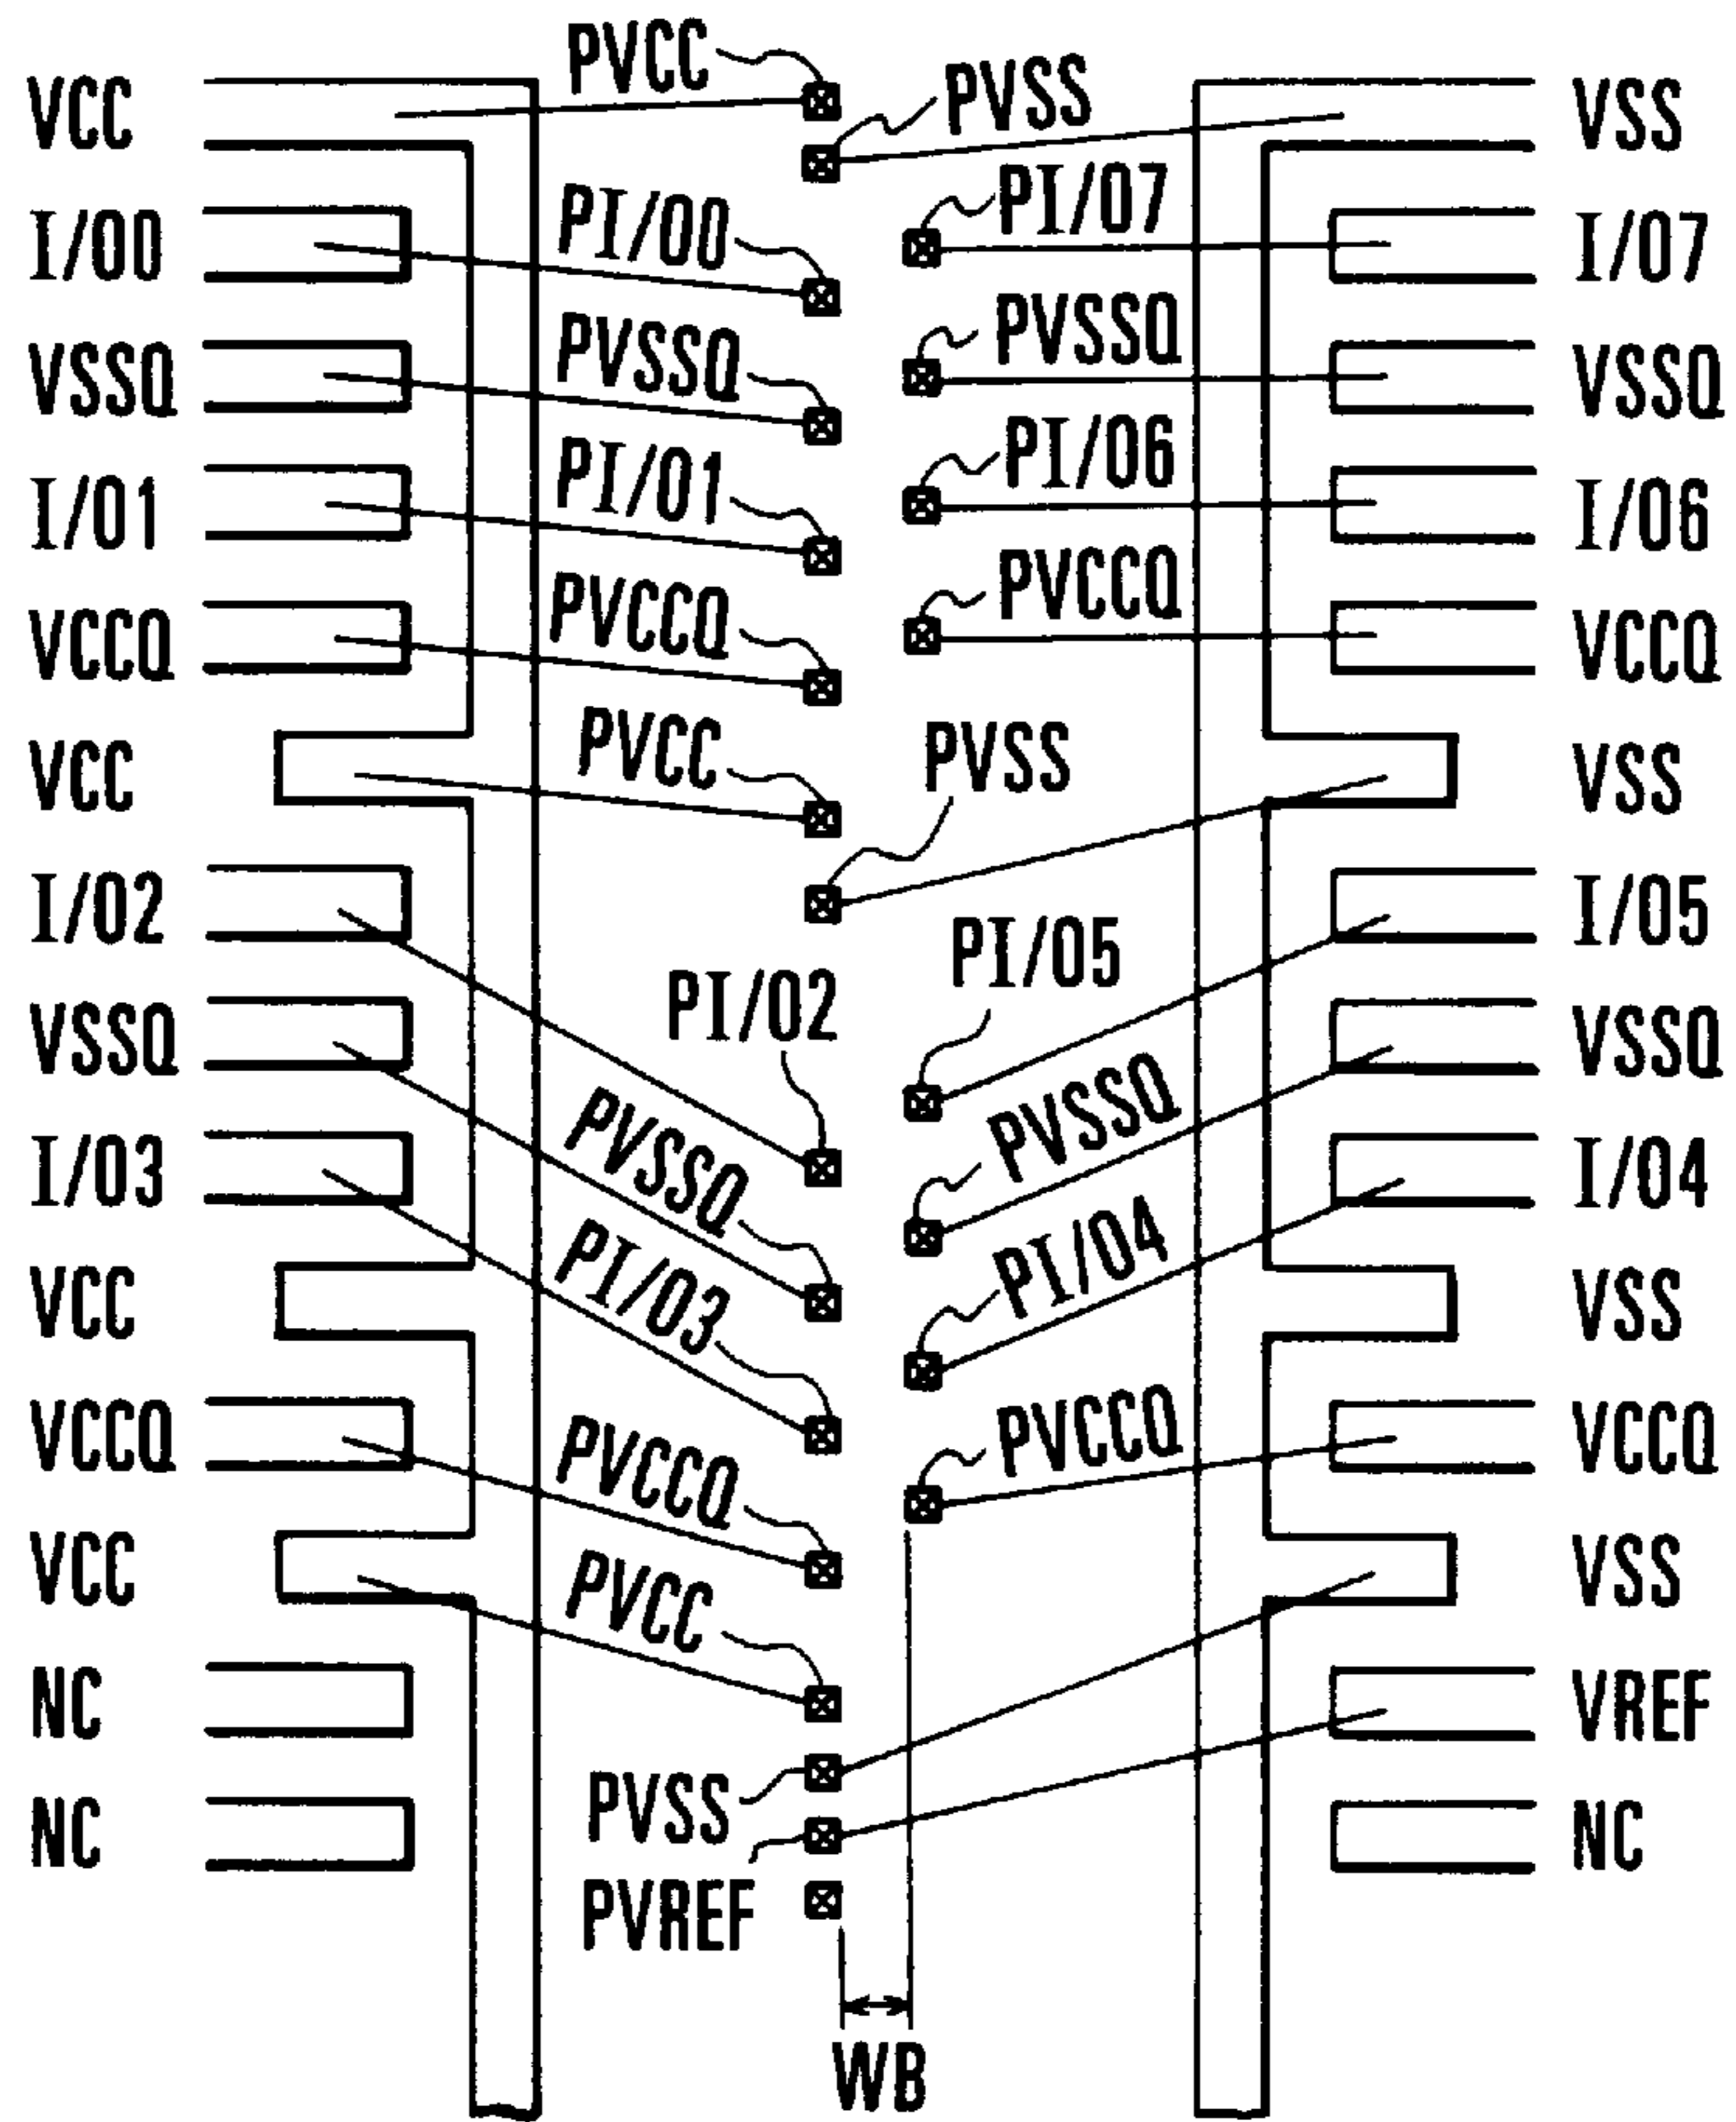 PVCC
VCC
PVSS
VSS
I/00
PI/00
PI/07
I/07
VSSQ
PVSSQ
PVSSQ
VSSQ
I/01
PI/01
PI/06
I/06
VCCQ
PVCCQ
PVCCQ
VCCQ
VCC
PVCC
PVSS
VSS
I/02
PI/02
PI/05
I/05
VSSQ
PVSSQ
PVSSQ
VSSQ
I/03
PI/03
PI/04
I/04
VCC
VSS
VCCQ
PVCCQ
PVCCQ
VCCQ
VCC
PVCC
VSS
NC
PVSS
VREF
NC
PVREF
NC
WB